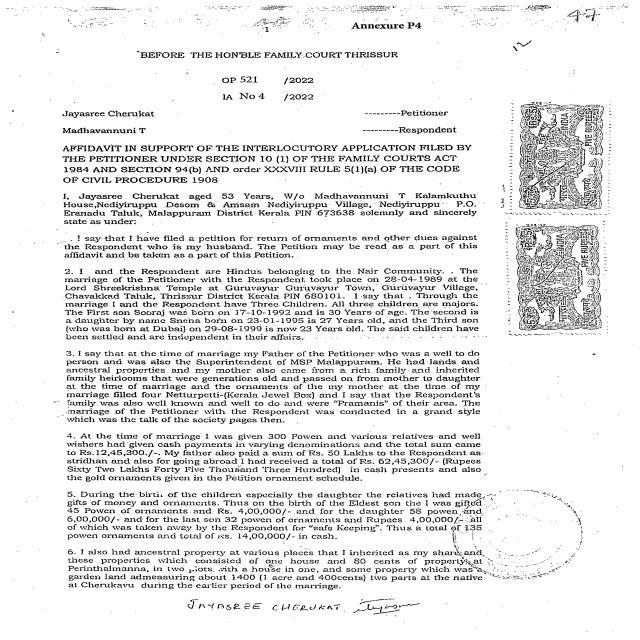 1
Annexure P4
47
BEFORE THE HON'BLE FAMILY COURT THRISSUR
OP 521 /2022
IA No 4 /2022
Jayasree Cherukat ---------Petitioner
Madhavannuni T ---------Respondent
AFFIDAVIT IN SUPPORT OF THE INTERLOCUTORY APPLICATION FILED BY
THE PETITIONER UNDER SECTION 10 (1) OF THE FAMILY COURTS ACT
1984 AND SECTION 94(b) AND order XXXVIII RULE 5(1)(a) OF THE CODE
OF CIVIL PROCEDURE 1908
I, Jayasree Cherukat aged 53 Years, W/o Madhavannuni T Kalamkuthu
House,Nediyiruppu Desom & Amsam Nediyiruppu Village, Nediyiruppu P.O.
Eranadu Taluk, Malappuram District Kerala PIN 673638 solemnly and sincerely
state as under:
. I say that I have filed a petition for return of ornaments and other dues against
the Respondent who is my husband. The Petition may be read as a part of this
affidavit and be taken as a part of this Petition.
2. I and the Respondent are Hindus belonging to the Nair Community. . The
marriage of the Petitioner with the Respondent took place on 28-04-1989 at the
Lord Shreekrishna Temple at Guruvayur Guruvayur Town, Guruvayur Village,
Chavakkad Taluk, Thrissur District Kerala PIN 680101. I say that . Through the
marriage I and the Respondent have Three Children. All three children are majors.
The First son Sooraj was born on 17-10-1992 and is 30 Years of age. The second is
a daughter by name Sneha born on 23-01-1995 is 27 Years old, and the Third son
(who was born at Dubai) on 29-08-1999 is now 23 Years old. The said children have
been settled and are independent in their affairs.
3. I say that at the time of marriage my Father of the Petitioner who was a well to do
person and was also the Superintendent of MSP Malappuram. He had lands and
ancestral properties and my mother also came from a rich family and inherited
family heirlooms that were generations old and passed on from mother to daughter
at the time of marriage and the ornaments of the my mother at the time of my
marriage filled four Netturpetti-(Kerala Jewel Box) and I say that the Respondent's
family was also well known and well to do and were "Pramanis" of their area. The
marriage of the Petitioner with the Respondent was conducted in a grand style
which was the talk of the society pages then.
4. At the time of marriage I was given 300 Powen and various relatives and well
wishers had given cash payments in varying denominations and the total sum came
to Rs.12,45,300./-. My father also paid a sum of Rs. 50 Lakhs to the Respondent as
stridhan and also for going abroad I had received a total of Rs. 62,45,300/- (Rupees
Sixty Two Lakhs Forty Five Thousand Three Hundred) in cash presents and also
the gold ornaments given in the Petition ornament schedule.
5. During the birth of the children especially the daughter the relatives had made
gifts of money and ornaments. Thus on the birth of the Eldest son the I was gifted
45 Powen of ornaments and Rs. 4,00,000/- and for the daughter 58 powen and
6,00,000/- and for the last son 32 powen of ornaments and Rupees 4,00,000/- all
of which was taken away by the Respondent for "safe Keeping". Thus a total of 135
powen ornaments and total of Rs. 14,00,000/- in cash.
6. I also had ancestral property at various places that I inherited as my share and
these properties which consisted of one house and 80 cents of property at
Perinthalmanna, in two plots, with a house in one, and some property which was a
garden land admeasuring about 1400 (1 acre and 400cents) two parts at the native
at Cherukavu during the earlier period of the marriage.
JAYASREE CHERUKAT
INDIA
FIVE RUPEES
FIVE RUPEES